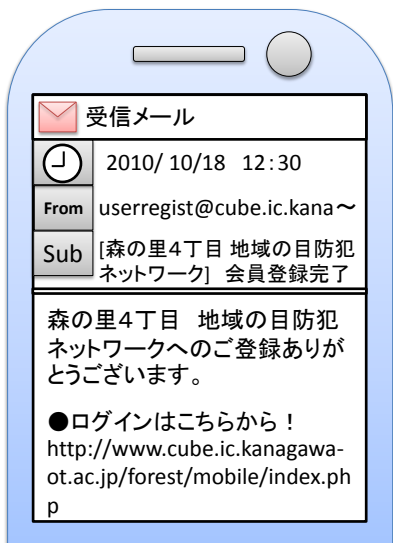 受信メール
2010/ 10/18 12:30
From userregist@cube.ic.kana～
Sub [森の里４丁目 地域の目防犯
ネットワーク] 会員登録完了
森の里４丁目 地域の目防犯
ネットワークへのご登録ありが
とうございます。
●ログインはこちらから！
http://www.cube.ic.kanagawa-
ot.ac.jp/forest/mobile/index.ph
p